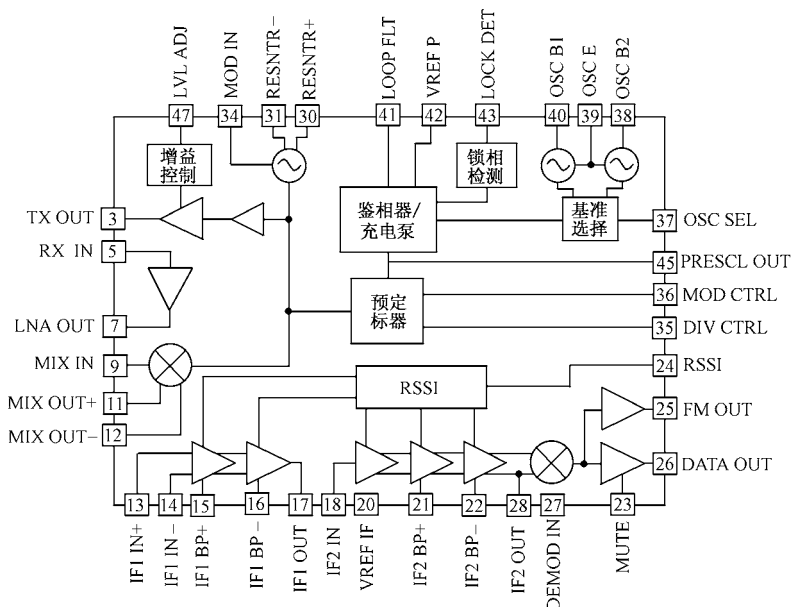 LVL ADJ
MOD IN
RESNTR−
RESNTR+
LOOP FLT
VREF P
LOCK DET
OSC B1
OSC E
OSC B2
47
34
31
30
41
42
43
40
39
38
增益
控制
锁相
检测
鉴相器/
充电泵
基准
选择
TX OUT
3
37
OSC SEL
RX IN
5
45
PRESCL OUT
预定
标器
36
MOD CTRL
LNA OUT
7
35
DIV CTRL
MIX IN
9
24
RSSI
RSSI
MIX OUT+
11
25
FM OUT
MIX OUT−
12
26
DATA OUT
13
14
15
16
17
18
20
21
22
28
27
23
IF1 IN+
IF1 IN−
IF1 BP+
IF1 BP−
IF1 OUT
IF2 IN
VREF IF
IF2 BP+
IF2 BP−
IF2 OUT
DEMOD IN
MUTE